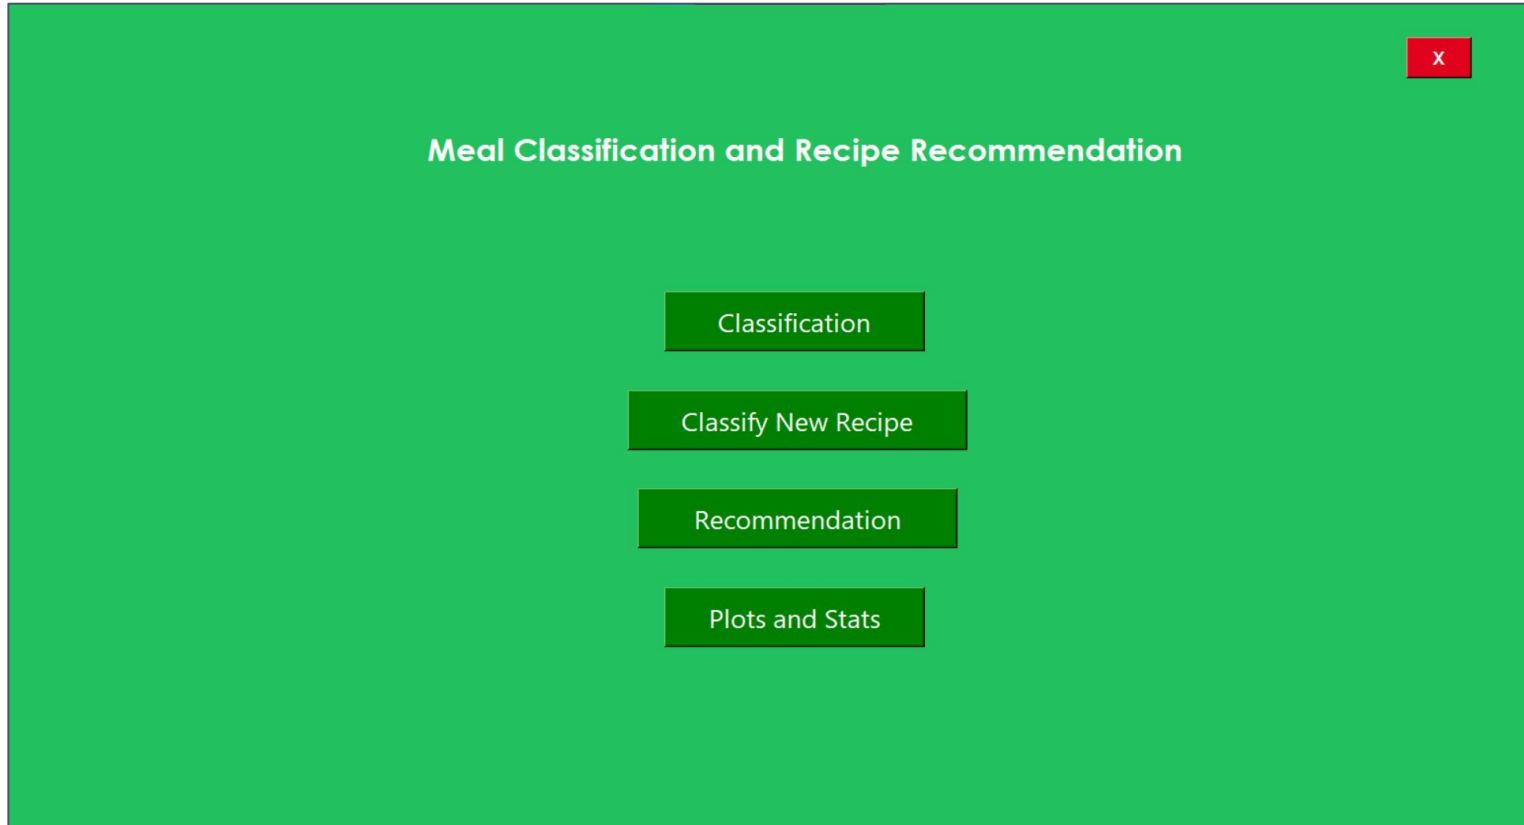 X
Meal Classification and Recipe Recommendation
Classification
Classify New Recipe
Recommendation
Plots and Stats